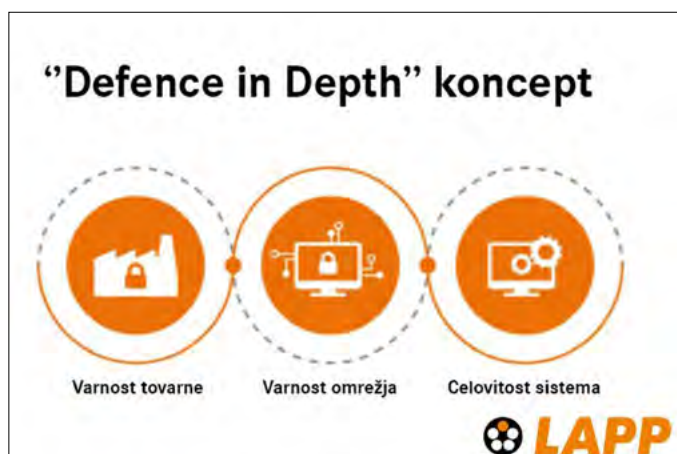 ‘‘Defence in Depth’’ koncept
Varnost tovarne
Varnost omrežja
Celovitost sistema
LAPP